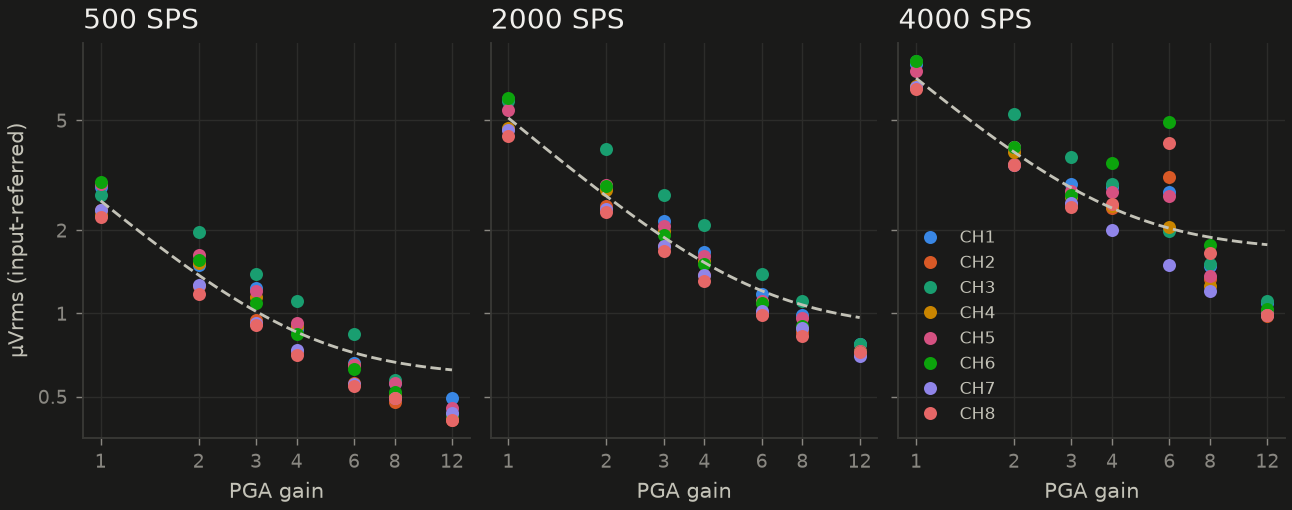 500 SPS
2000 SPS
4000 SPS
µVrms (input-referred)
5
2
1
0.5
CH1
CH2
CH3
CH4
CH5
CH6
CH7
CH8
1 2 3 4 6 8 12
1 2 3 4 6 8 12
1 2 3 4 6 8 12
PGA gain
PGA gain
PGA gain